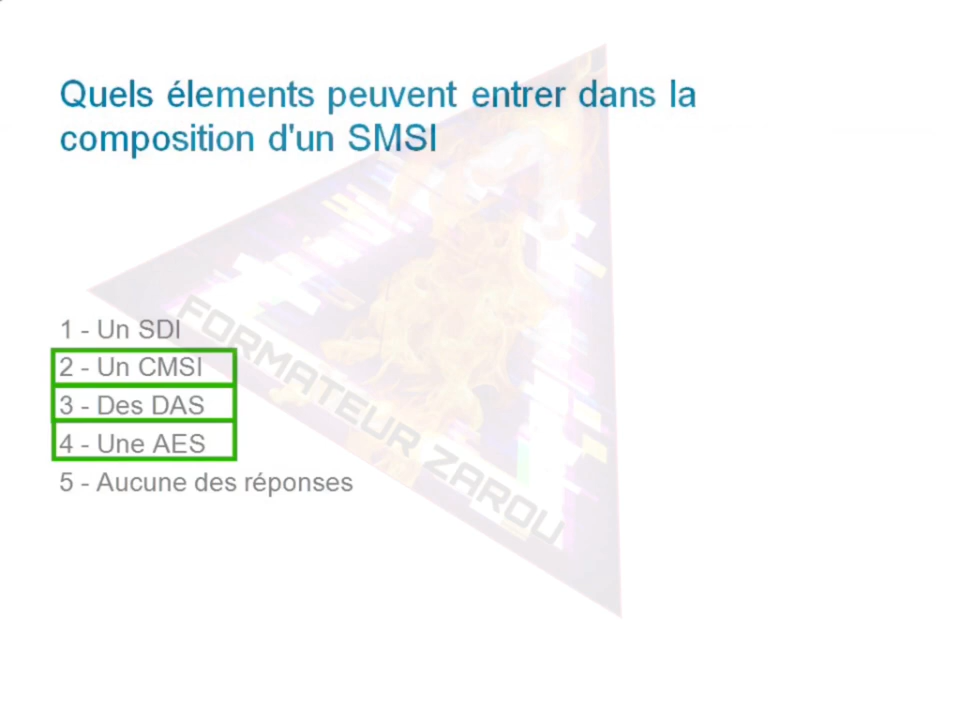 Quels élements peuvent entrer dans la
composition d'un SMSI
1 - Un SDI
2 - Un CMSI
3 - Des DAS
4 - Une AES
5 - Aucune des réponses
FORMATEUR ZAROU